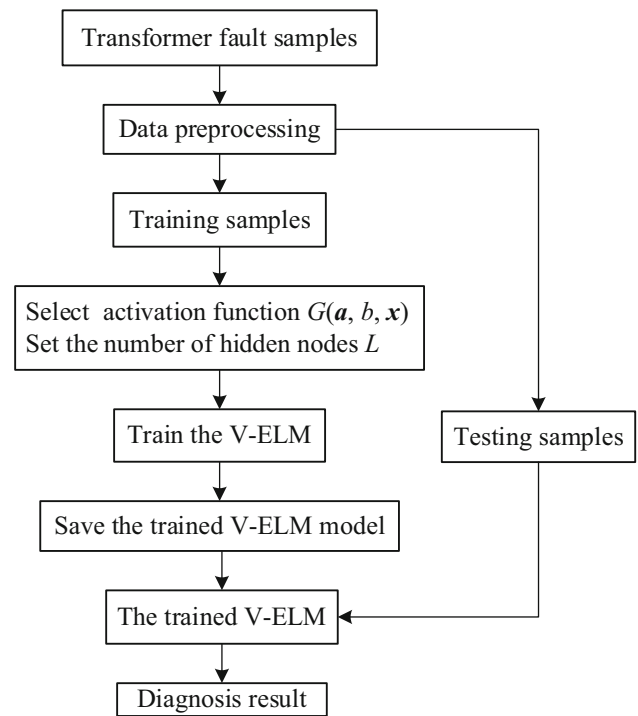 Transformer fault samples
Data preprocessing
Training samples
Select activation function G(a, b, x)
Set the number of hidden nodes L
Train the V-ELM
Testing samples
Save the trained V-ELM model
The trained V-ELM
Diagnosis result